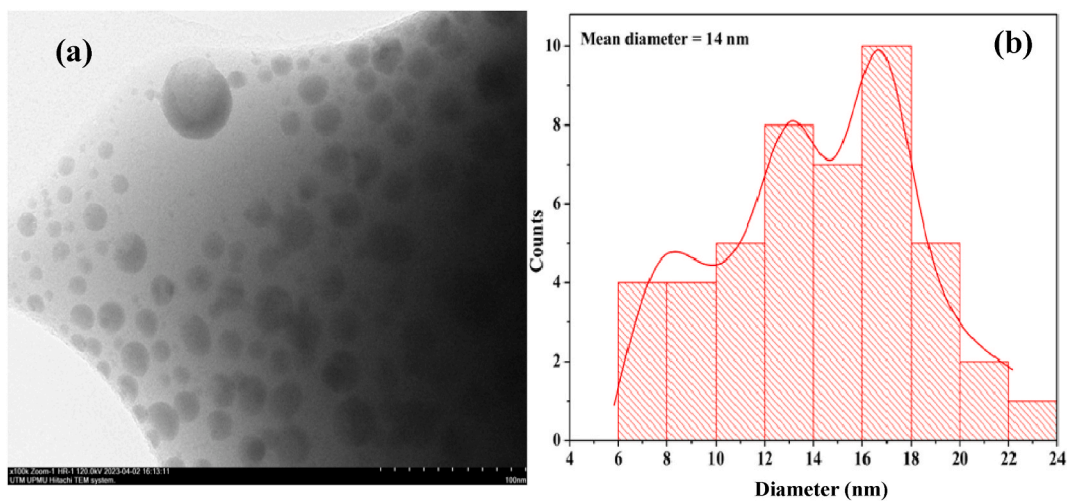 (a)
x100k Zoom-1 HR-1 120.0kV 2023-04-02 16:13:11
UTM UPMU Hitachi TEM system.
100nm
(b)
Mean diameter = 14 nm
Counts
10
8
6
4
2
0
4 6 8 10 12 14 16 18 20 22 24
Diameter (nm)